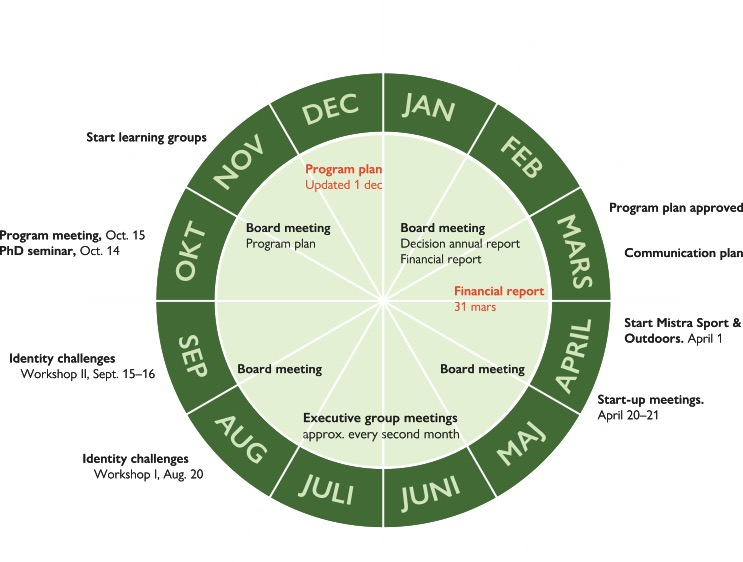 JAN
FEB
MARS
APRIL
MAJ
JUNI
JULI
AUG
SEP
OKT
NOV
DEC
Start learning groups
Program meeting, Oct. 15
PhD seminar, Oct. 14
Identity challenges
Workshop II, Sept. 15–16
Identity challenges
Workshop I, Aug. 20
Program plan
Updated 1 dec
Board meeting
Program plan
Board meeting
Decision annual report
Financial report
Financial report
31 mars
Board meeting
Board meeting
Executive group meetings
approx. every second month
Program plan approved
Communication plan
Start Mistra Sport &
Outdoors. April 1
Start-up meetings.
April 20–21